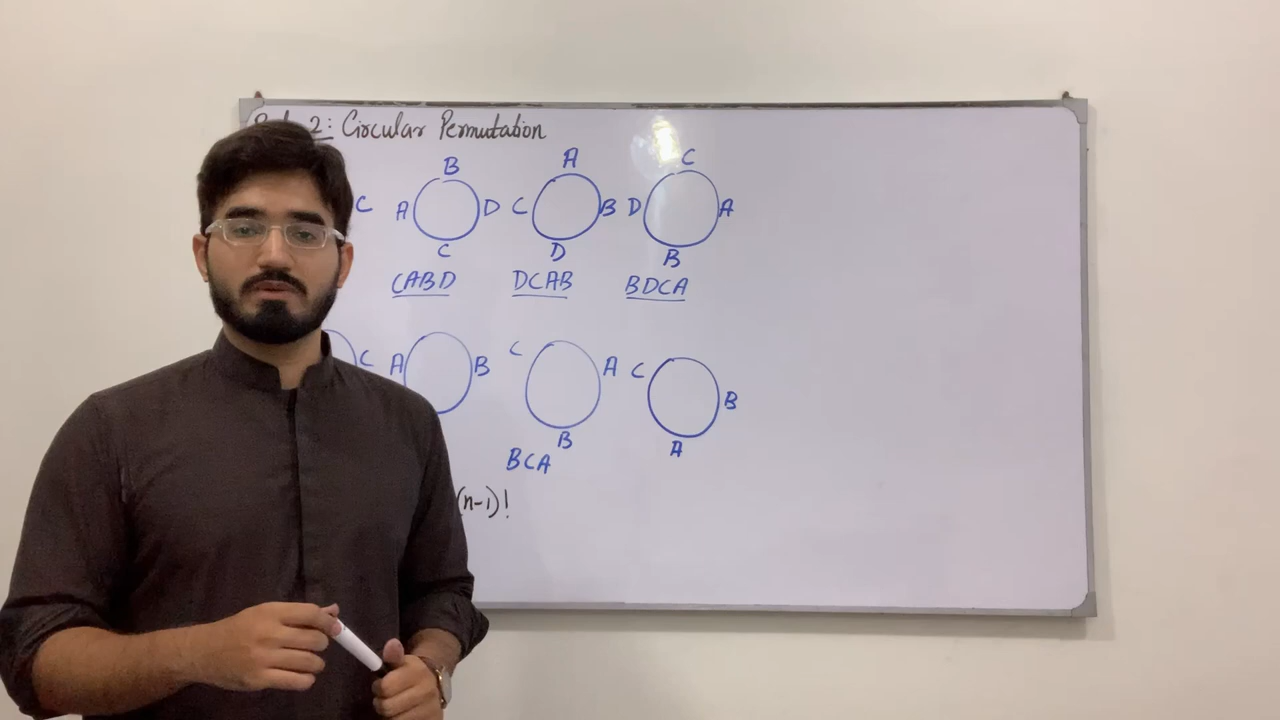 2: Circular Permutation
B A C
C A D C B D A
C D B
CABD DCAB BDCA
C A B C A C B
B A
BCA
(n-1)!